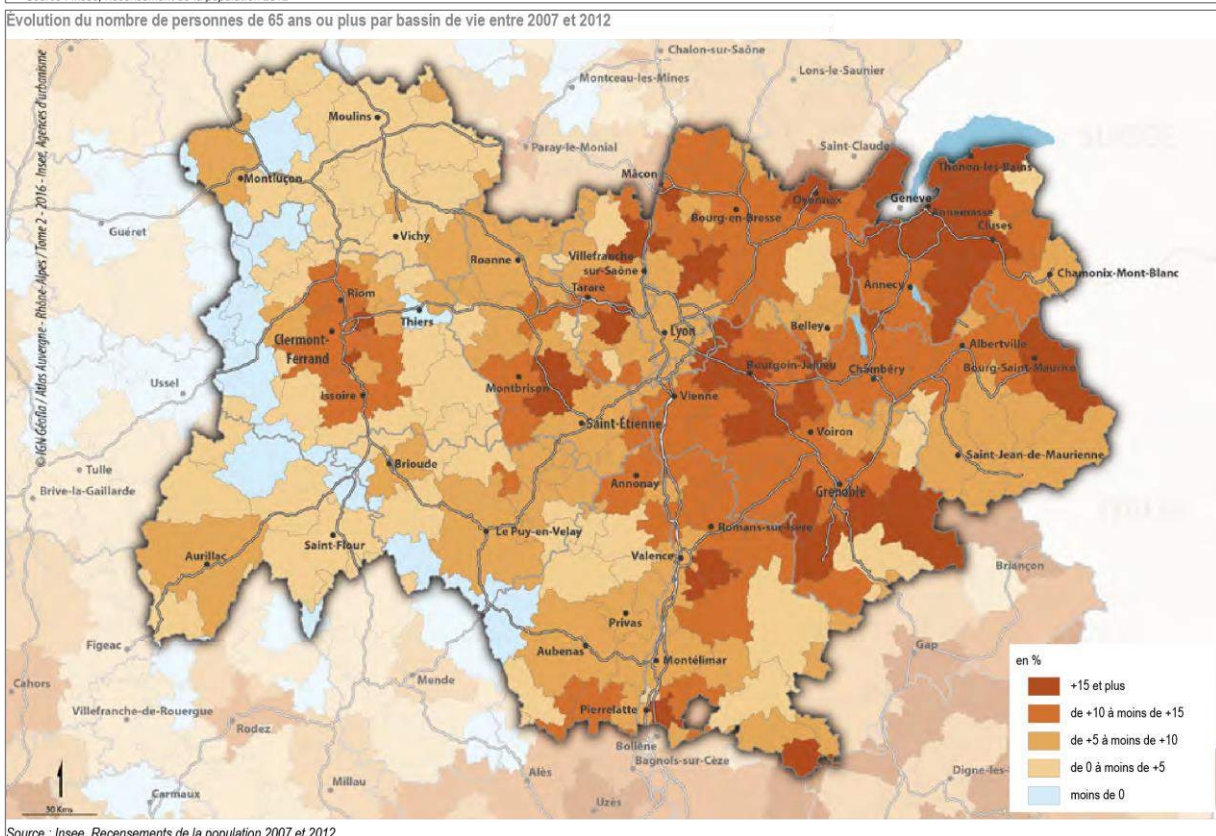 Évolution du nombre de personnes de 65 ans ou plus par bassin de vie entre 2007 et 2012
© IGN Géofla / Atlas Auvergne - Rhône-Alpes / Tome 2 - 2016 - Insee, Agences d'urbanisme
Chalon-sur-Saône
Lons-le-Saunier
Montceau-les-Mines
Moulins
Paray-le-Monial
Saint-Claude
SUISSE
Thonon-les-Bains
Mâcon
Montluçon
Oyonnax
Genève
Annemasse
Bourg-en-Bresse
Cluses
Guéret
Vichy
Roanne
Villefranche-
sur-Saône
Chamonix-Mont-Blanc
Riom
Tarare
Annecy
Thiers
Clermont-
Ferrand
Lyon
Belley
Albertville
Ussel
Montbrison
Bourgoin-Jallieu
Chambéry
Bourg-Saint-Maurice
Issoire
Vienne
Saint-Étienne
Voiron
Tulle
Brioude
Saint-Jean-de-Maurienne
Brive-la-Gaillarde
Annonay
Grenoble
Le Puy-en-Velay
Romans-sur-Isère
Aurillac
Saint-Flour
Valence
Briançon
Privas
Figeac
Aubenas
Montélimar
Gap
Mende
Cahors
Villefranche-de-Rouergue
Pierrelatte
Rodez
Bollène
Bagnols-sur-Cèze
Alès
Millau
Digne-les-
Carmaux
Uzès
30 Kms
en %
+15 et plus
de +10 à moins de +15
de +5 à moins de +10
de 0 à moins de +5
moins de 0
Source : Insee, Recensements de la population 2007 et 2012